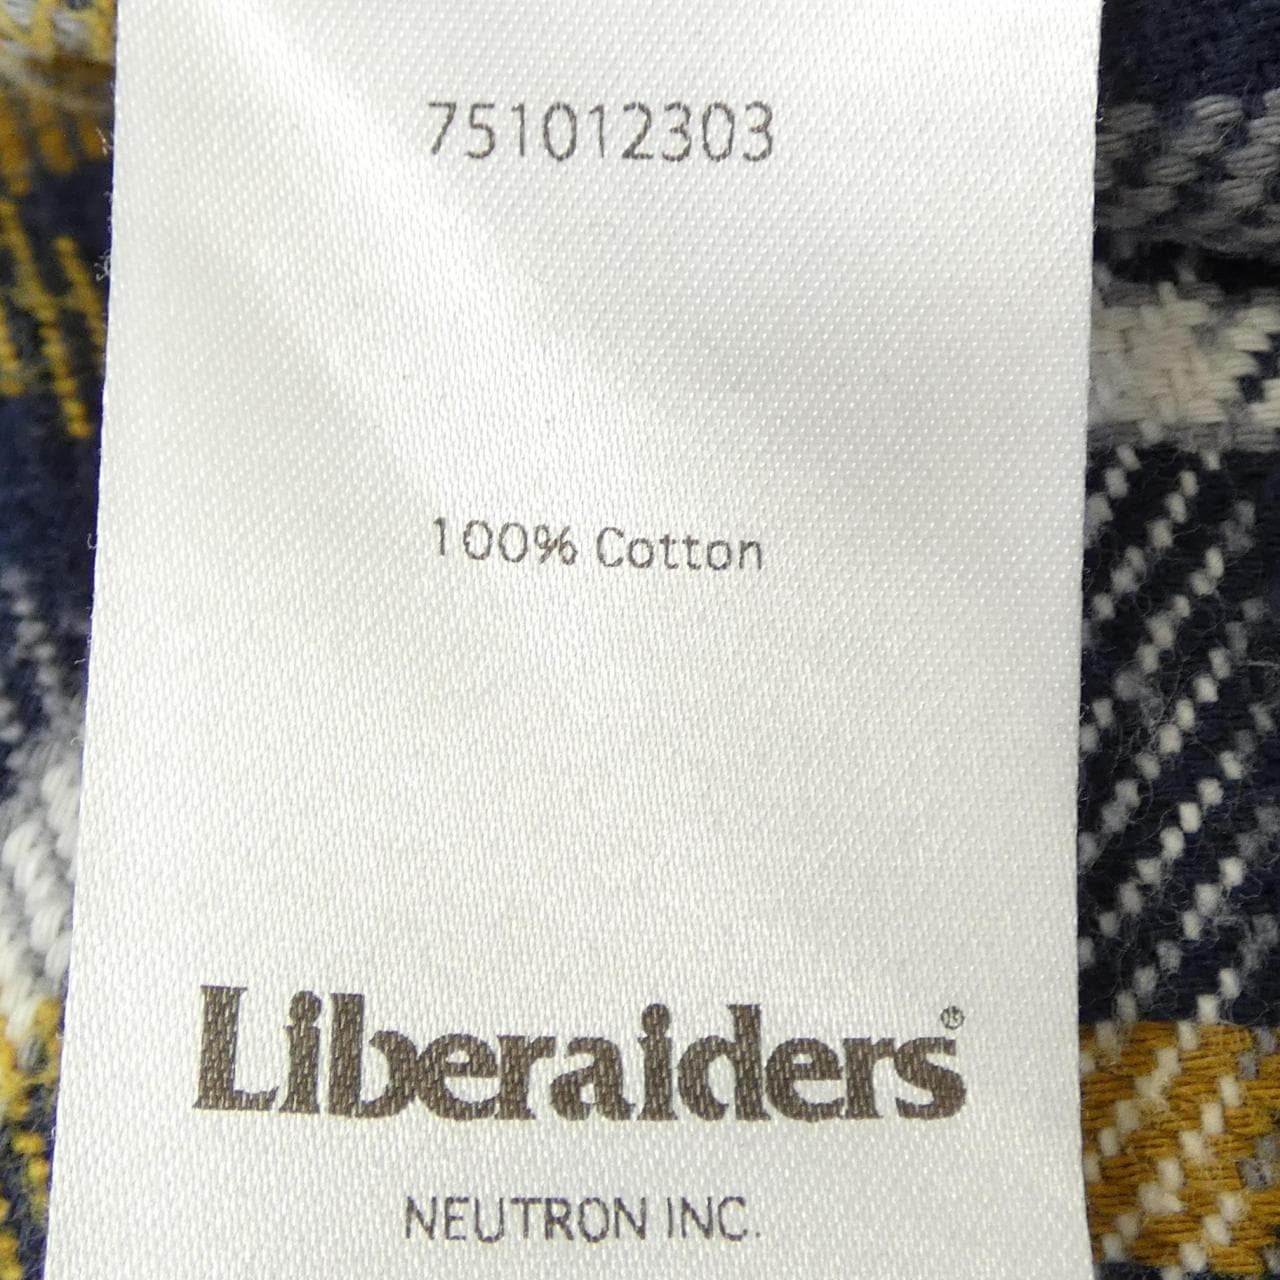 751012303
100% Cotton
Liberaiders®
NEUTRON INC.